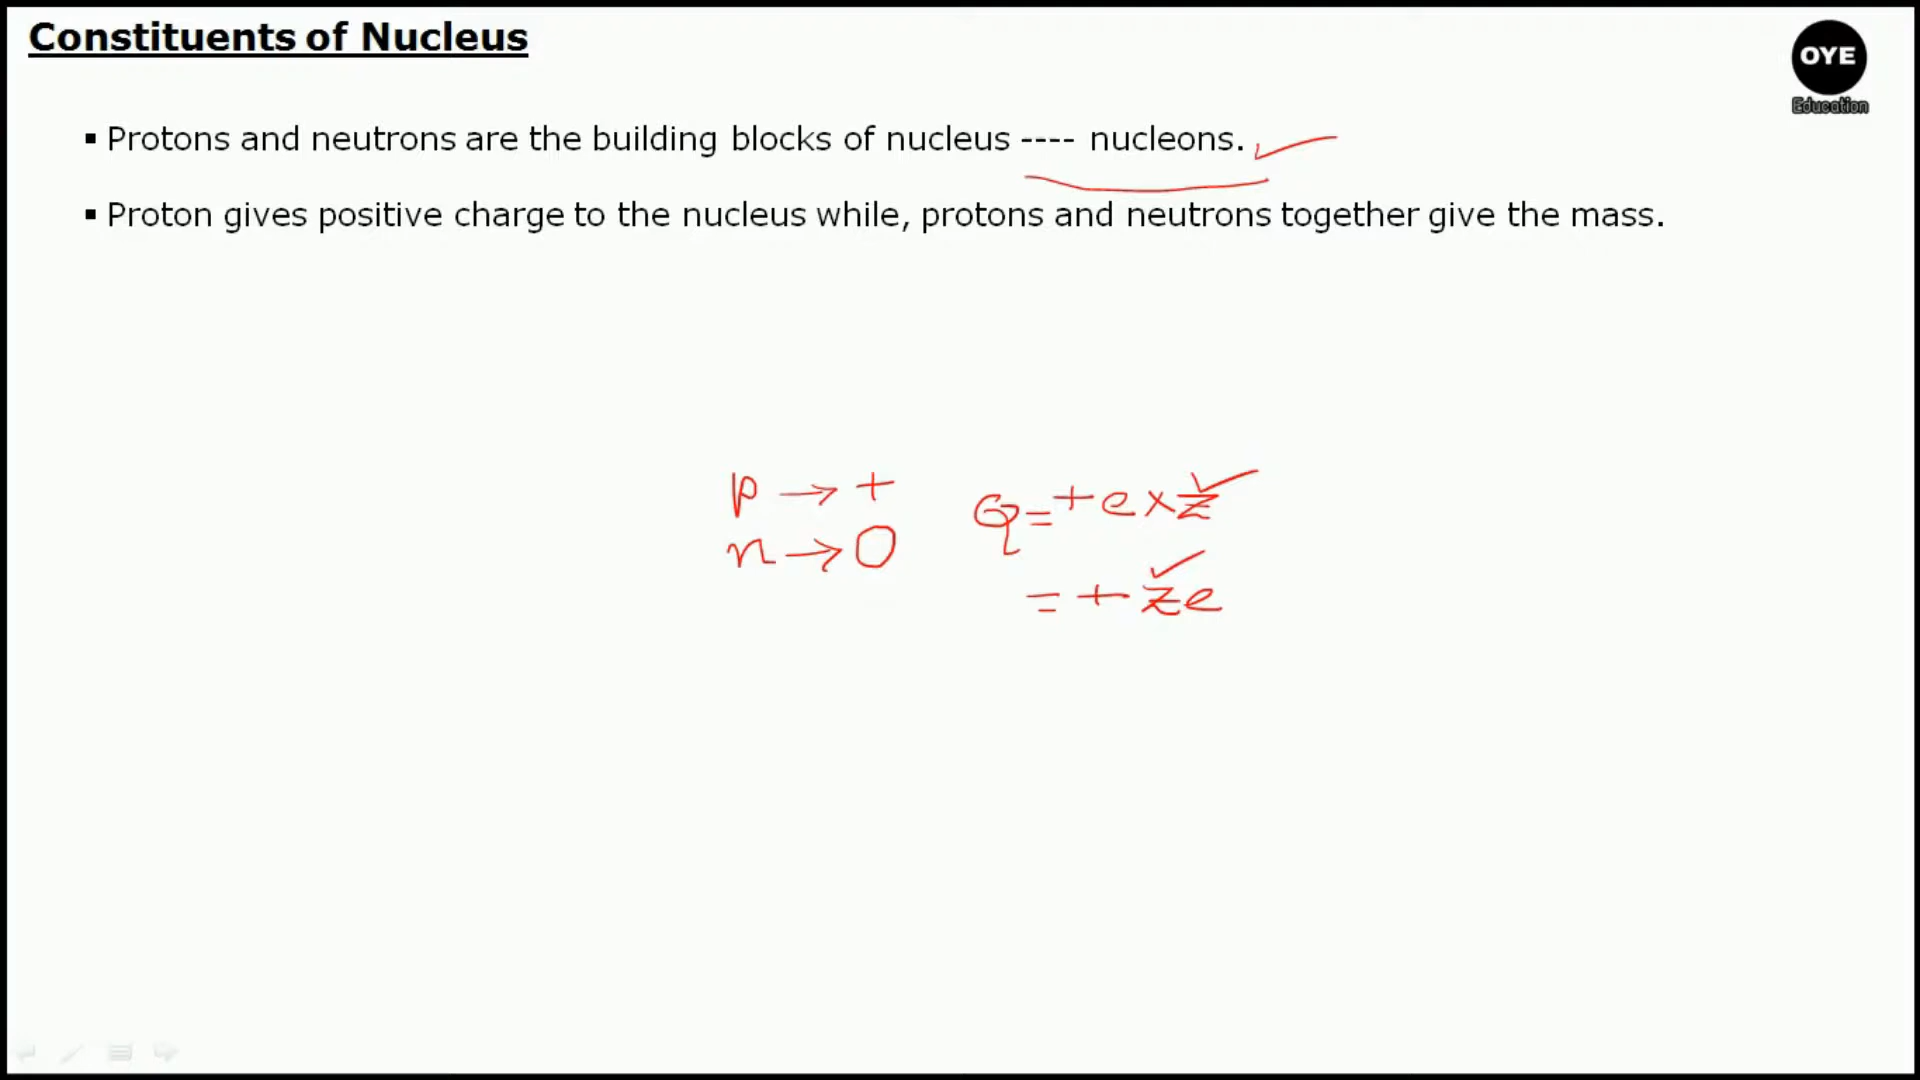 Constituents of Nucleus
OYE
Education
▪ Protons and neutrons are the building blocks of nucleus ---- nucleons.
▪ Proton gives positive charge to the nucleus while, protons and neutrons together give the mass.
p → +
n → 0
Q = +e × z
= + ze